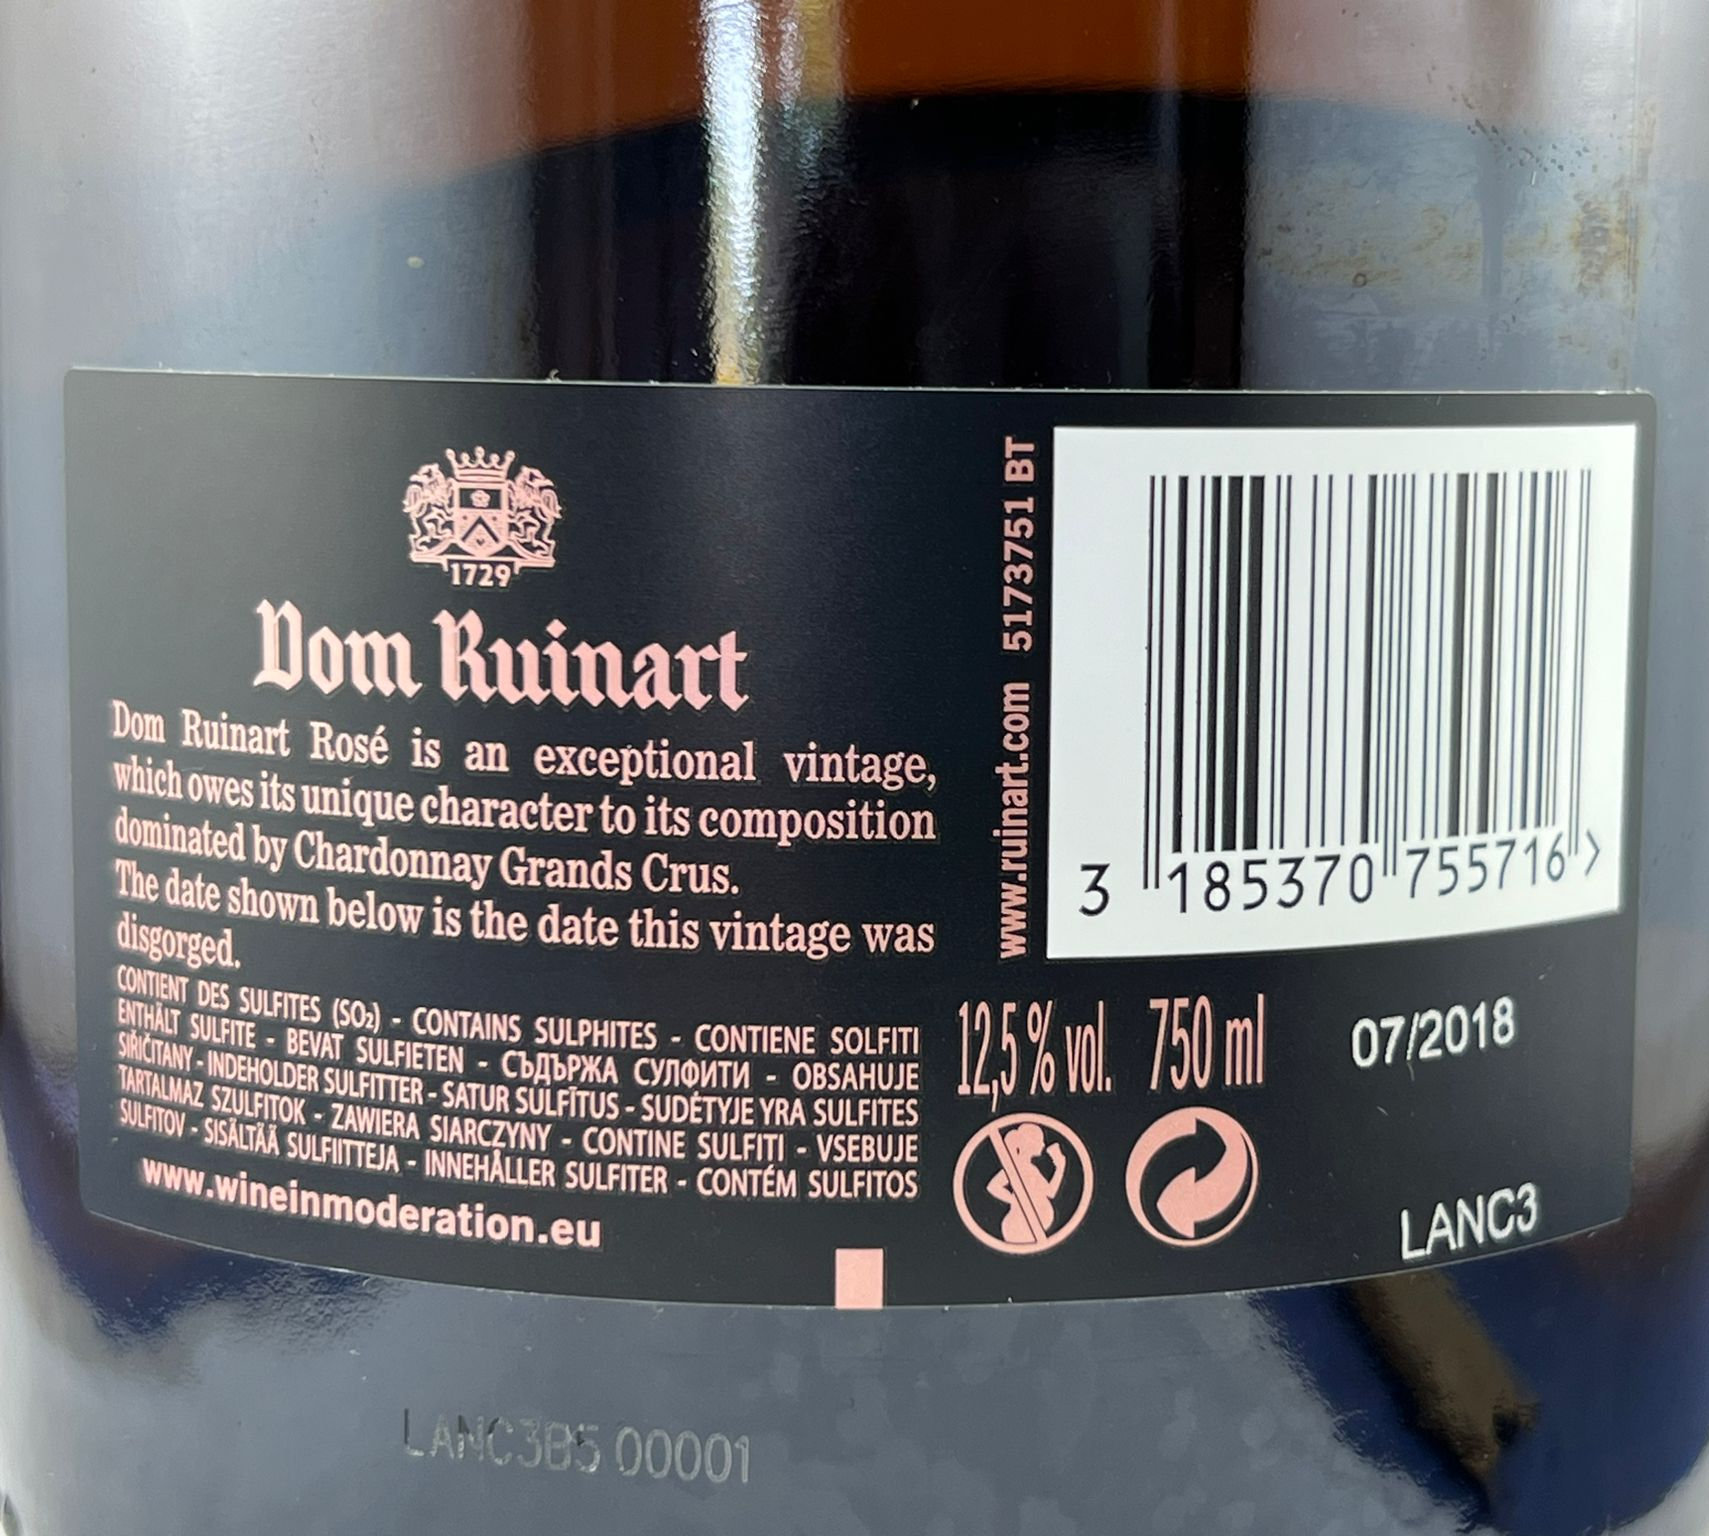 1729
Dom Ruinart
Dom Ruinart Rosé is an exceptional vintage,
which owes its unique character to its composition
dominated by Chardonnay Grands Crus.
The date shown below is the date this vintage was
disgorged.
CONTIENT DES SULFITES (SO₂) - CONTAINS SULPHITES - CONTIENE SOLFITI
ENTHÄLT SULFITE - BEVAT SULFIETEN - СЪДЪРЖА СУЛФИТИ - OBSAHUJE
SIŘIČITANY - INDEHOLDER SULFITTER - SATUR SULFĪTUS - SUDĖTYJE YRA SULFITES
TARTALMAZ SZULFITOK - ZAWIERA SIARCZYNY - CONTINE SULFITI - VSEBUJE
SULFITOV - SISÄLTÄÄ SULFIITTEJA - INNEHÅLLER SULFITER - CONTÉM SULFITOS
www.wineinmoderation.eu
www.ruinart.com 5173751 BT
3 185370 755716 >
12,5 % vol. 750 ml
07/2018
LANC3
LANC3B5 00001